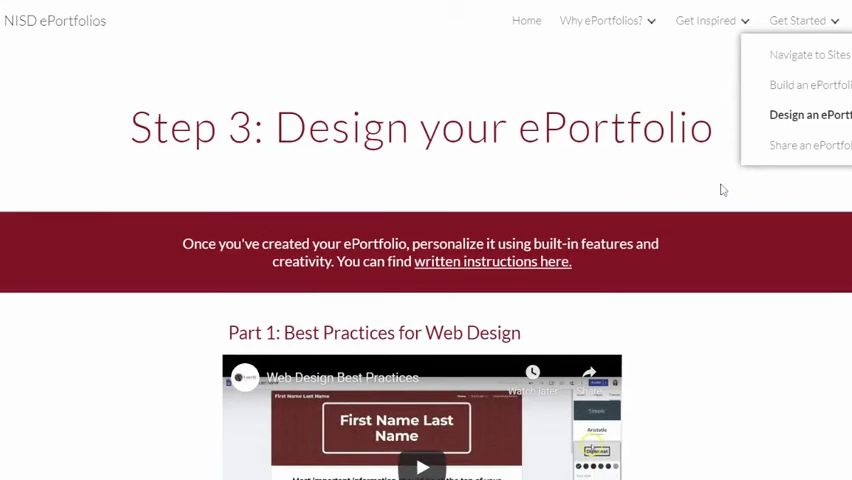 NISD ePortfolios
Home Why ePortfolios? Get Inspired Get Started
Navigate to Sites
Build an ePortfoli
Design an ePortf
Share an ePortfol
Step 3: Design your ePortfolio
Once you've created your ePortfolio, personalize it using built-in features and
creativity. You can find written instructions here.
Part 1: Best Practices for Web Design
Web Design Best Practices
Watch later Share
First Name Last Name
Home
First Name Last
Name